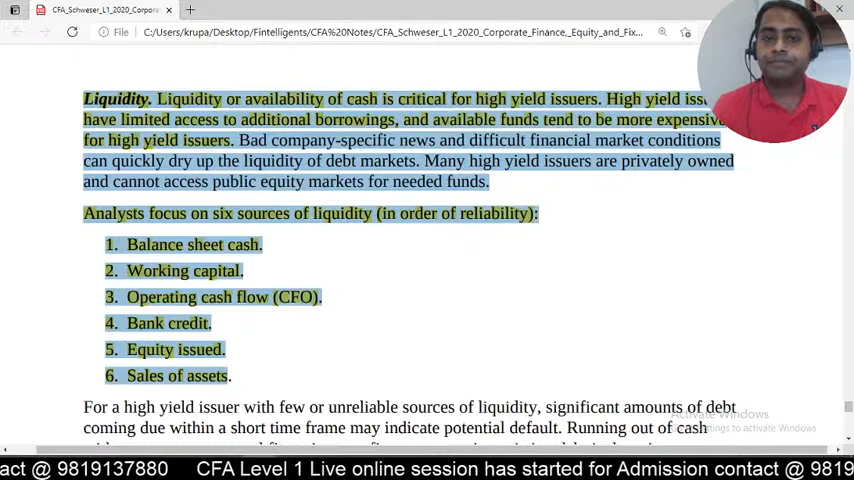 CFA_Schweser_L1_2020_Corpora
File C:/Users/krupa/Desktop/Fintelligents/CFA%20Notes/CFA_Schweser_L1_2020_Corporate_Finance,_Equity_and_Fix...
Liquidity. Liquidity or availability of cash is critical for high yield issuers. High yield
have limited access to additional borrowings, and available funds tend to be more expensive
for high yield issuers. Bad company-specific news and difficult financial market conditions
can quickly dry up the liquidity of debt markets. Many high yield issuers are privately owned
and cannot access public equity markets for needed funds.
Analysts focus on six sources of liquidity (in order of reliability):
1. Balance sheet cash.
2. Working capital.
3. Operating cash flow (CFO).
4. Bank credit.
5. Equity issued.
6. Sales of assets.
For a high yield issuer with few or unreliable sources of liquidity, significant amounts of debt
Activate Windows
coming due within a short time frame may indicate potential default. Running out of cash
settings to activate Windows.
act @ 9819137880 CFA Level 1 Live online session has started for Admission contact @ 9819